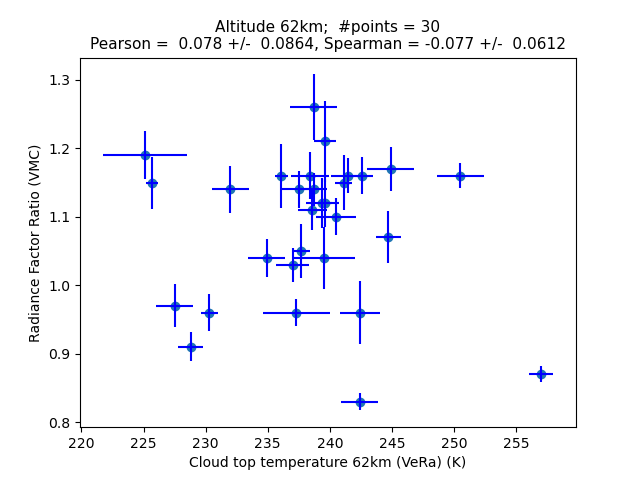 Altitude 62km;  #points = 30
Pearson =  0.078 +/-  0.0864, Spearman = -0.077 +/-  0.0612
Radiance Factor Ratio (VMC)
1.3
1.2
1.1
1.0
0.9
0.8
220 225 230 235 240 245 250 255
Cloud top temperature 62km (VeRa) (K)